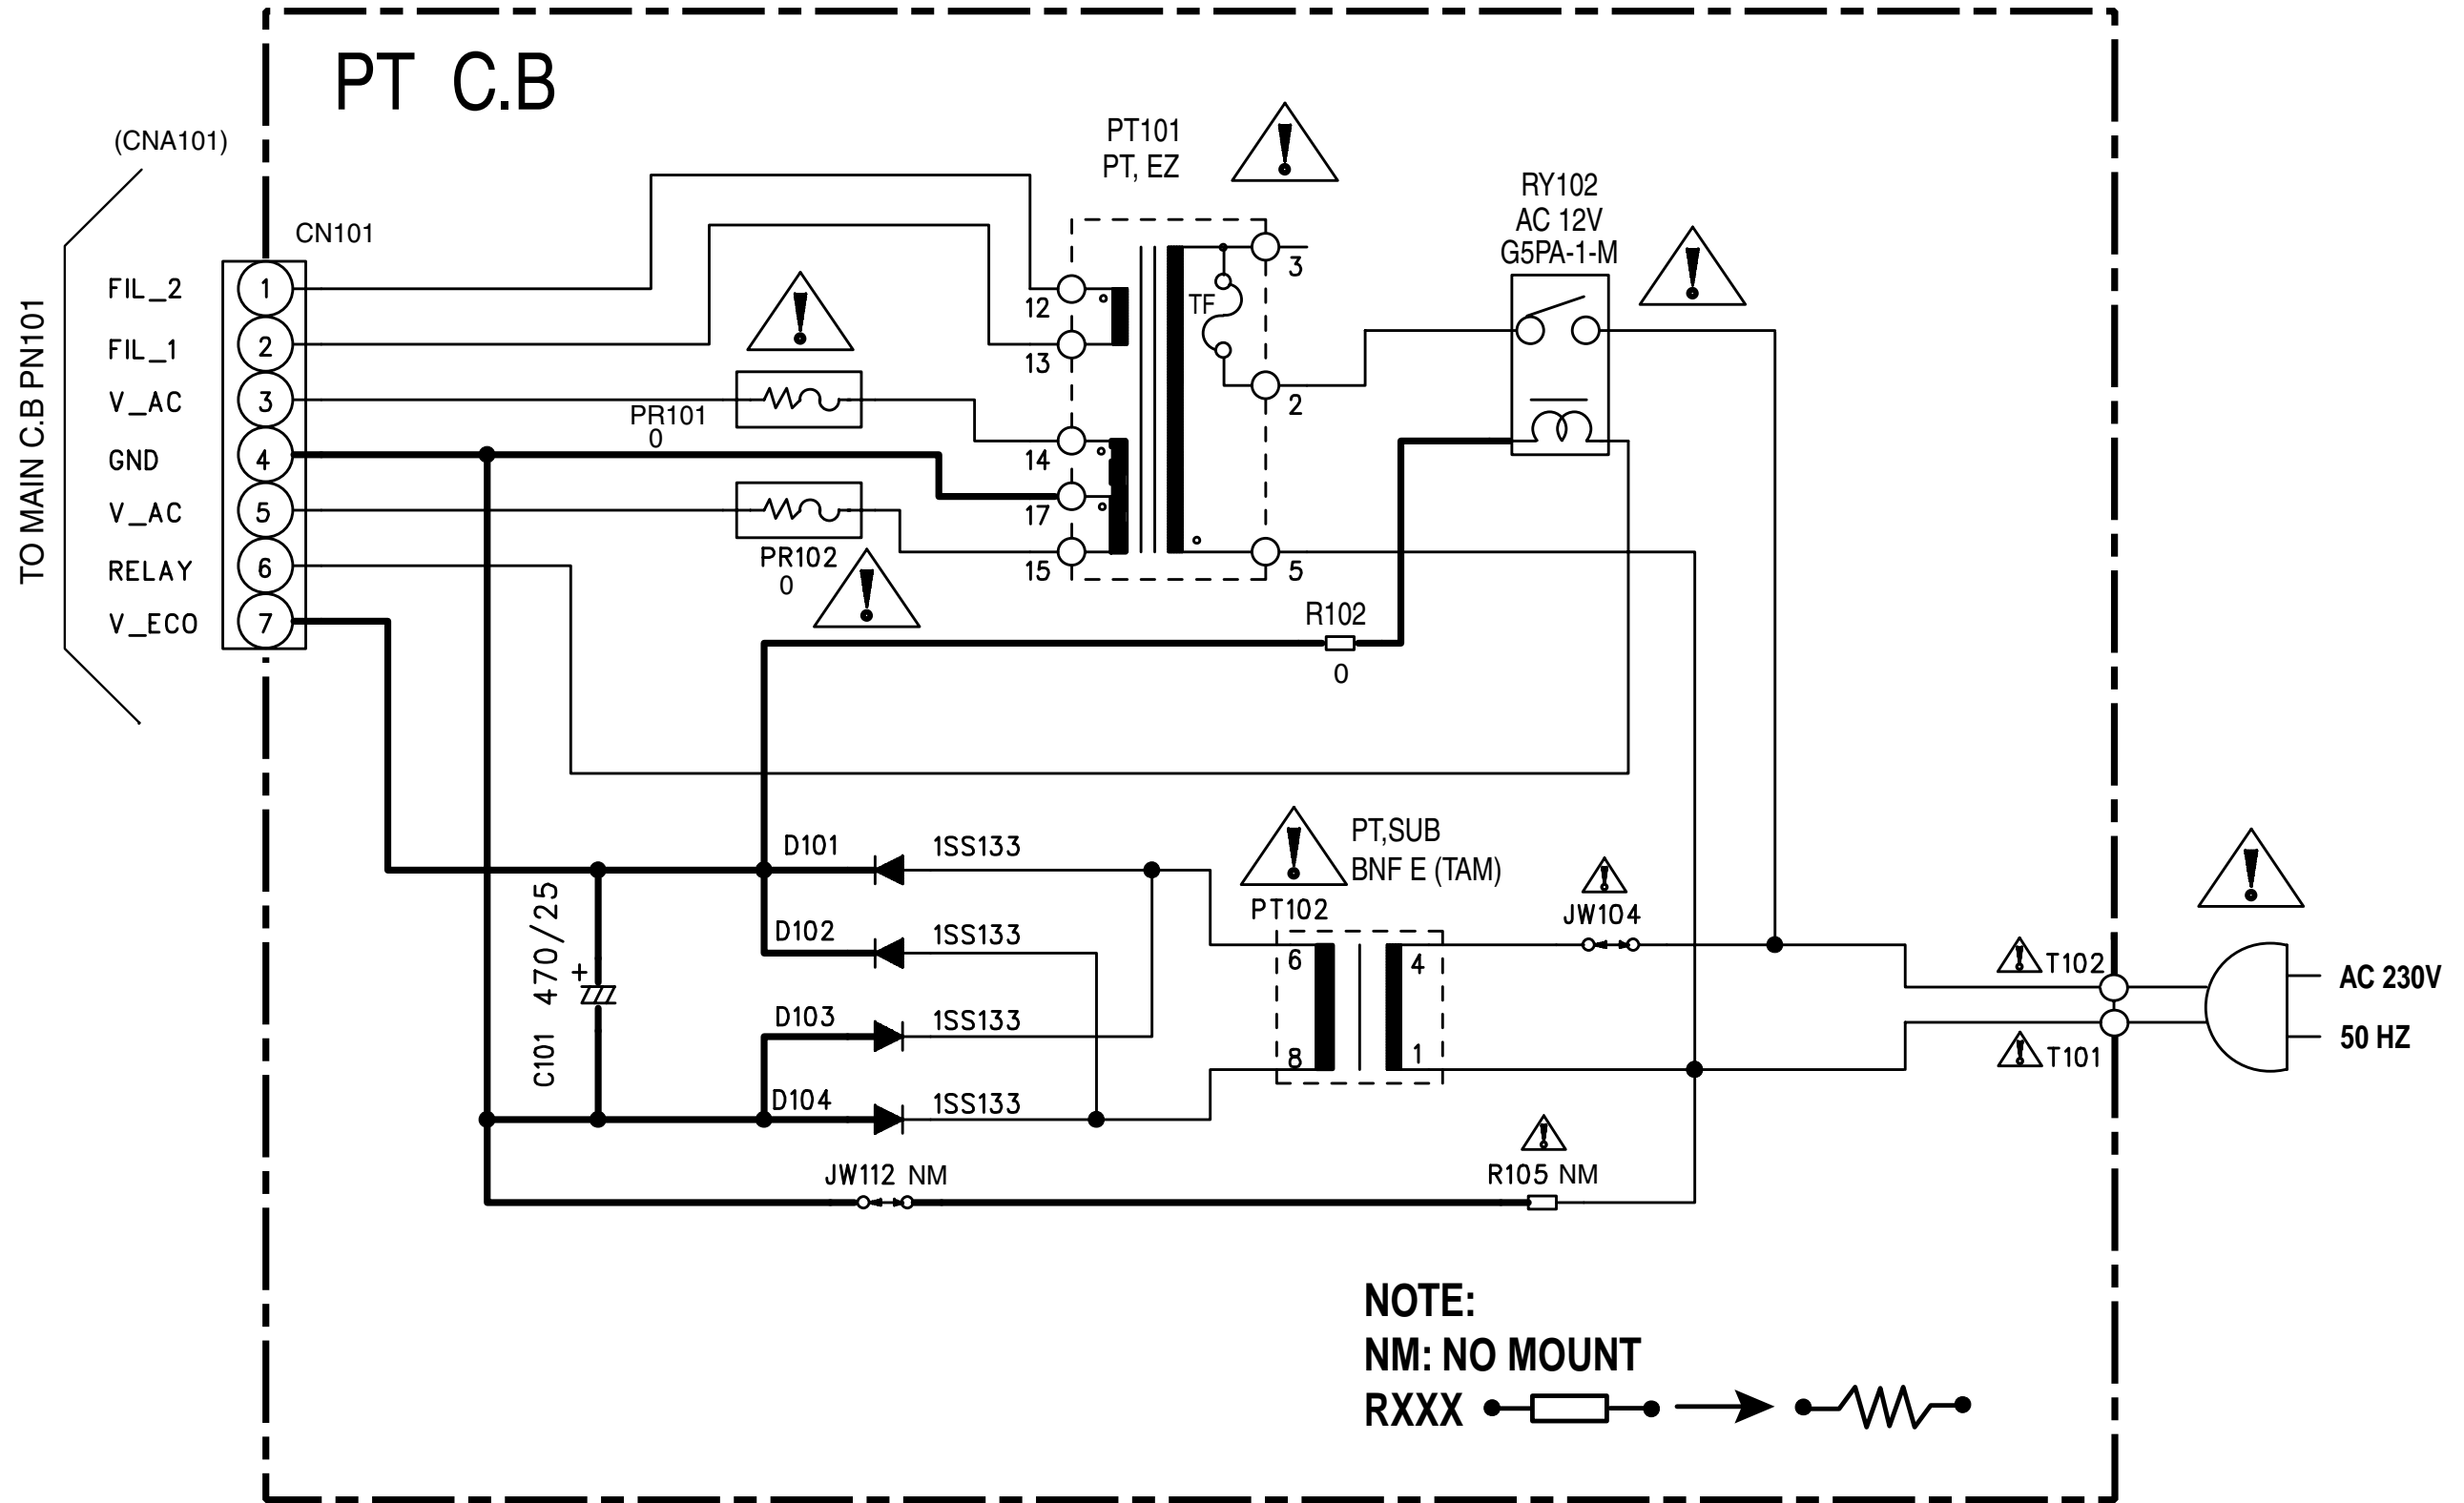 PT C.B
(CNA101)
CN101
TO MAIN C.B PN101
FIL_2
1
FIL_1
2
V_AC
3
GND
4
V_AC
5
RELAY
6
V_ECO
7
PR101
0
PR102
0
PT101
PT, EZ
12
13
14
17
15
TF
3
2
5
RY102
AC 12V
G5PA-1-M
R102
0
D101
1SS133
D102
1SS133
D103
1SS133
D104
1SS133
C101 470/25
+
PT,SUB
BNF E (TAM)
PT102
6
4
8
1
JW104
T102
T101
AC 230V
50 HZ
JW112 NM
R105 NM
NOTE:
NM: NO MOUNT
RXXX